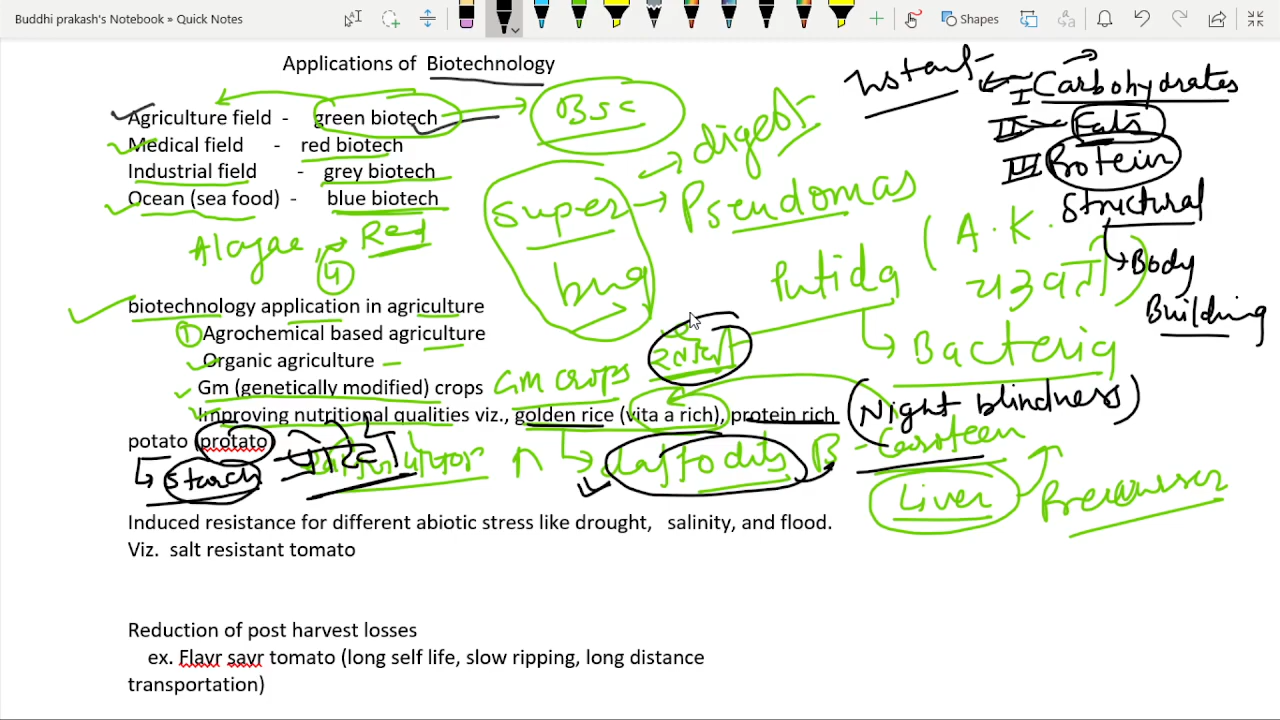 Buddhi prakash's Notebook » Quick Notes
Shapes
Applications of Biotechnology
Agriculture field - green biotech
Medical field - red biotech
Industrial field - grey biotech
Ocean (sea food) - blue biotech
Bsc
digest
Super
bug
Pseudomas
Putida
(A.K.
Bacteria
Instant
I Carbohydrates
II Fats
III Protein
Structural
Body
Building
Algae
Red
4
biotechnology application in agriculture
1 Agrochemical based agriculture
Organic agriculture
Gm (genetically modified) crops
GM crops
Improving nutritional qualities viz., golden rice (vita a rich), protein rich
(Night blindness)
potato protato
Starch
daffodits
B - Caroteen
Liver
Precursor
Induced resistance for different abiotic stress like drought, salinity, and flood.
Viz. salt resistant tomato
Reduction of post harvest losses
ex. Flavr savr tomato (long self life, slow ripping, long distance
transportation)